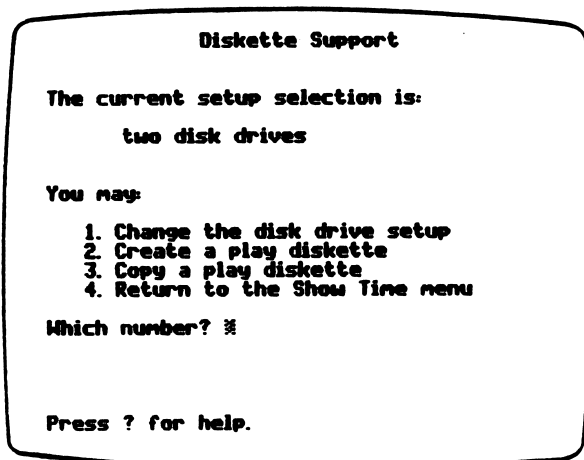 Diskette Support
The current setup selection is:
two disk drives
You may:
1. Change the disk drive setup
2. Create a play diskette
3. Copy a play diskette
4. Return to the Show Time menu
Which number?
Press ? for help.